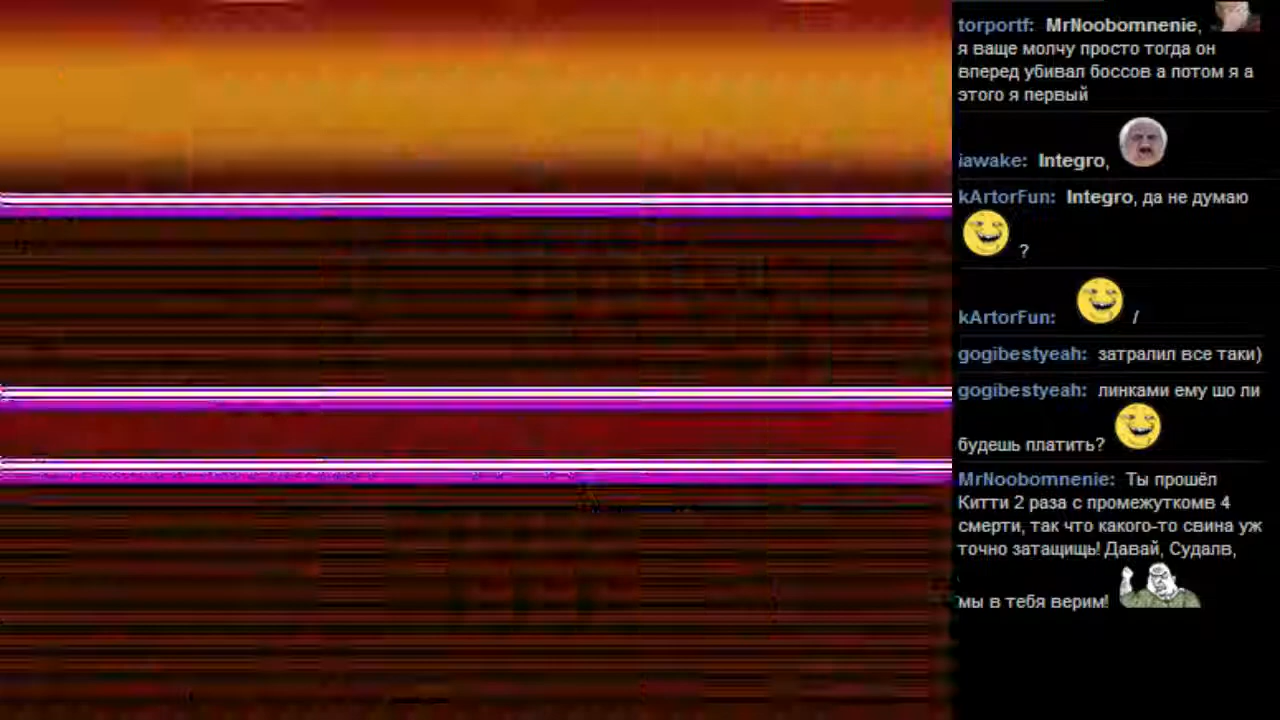 torportf: MrNoobomnenie,
я ваще молчу просто тогда он
вперед убивал боссов а потом я а
этого я первый
iawake: Integro,
kArtorFun: Integro, да не думаю
?
kArtorFun: /
gogibestyeah: затралил все таки)
gogibestyeah: линками ему шо ли
будешь платить?
MrNoobomnenie: Ты прошёл
Китти 2 раза с промежуткомв 4
смерти, так что какого-то свина уж
точно затащищь! Давай, Судалв,
мы в тебя верим!